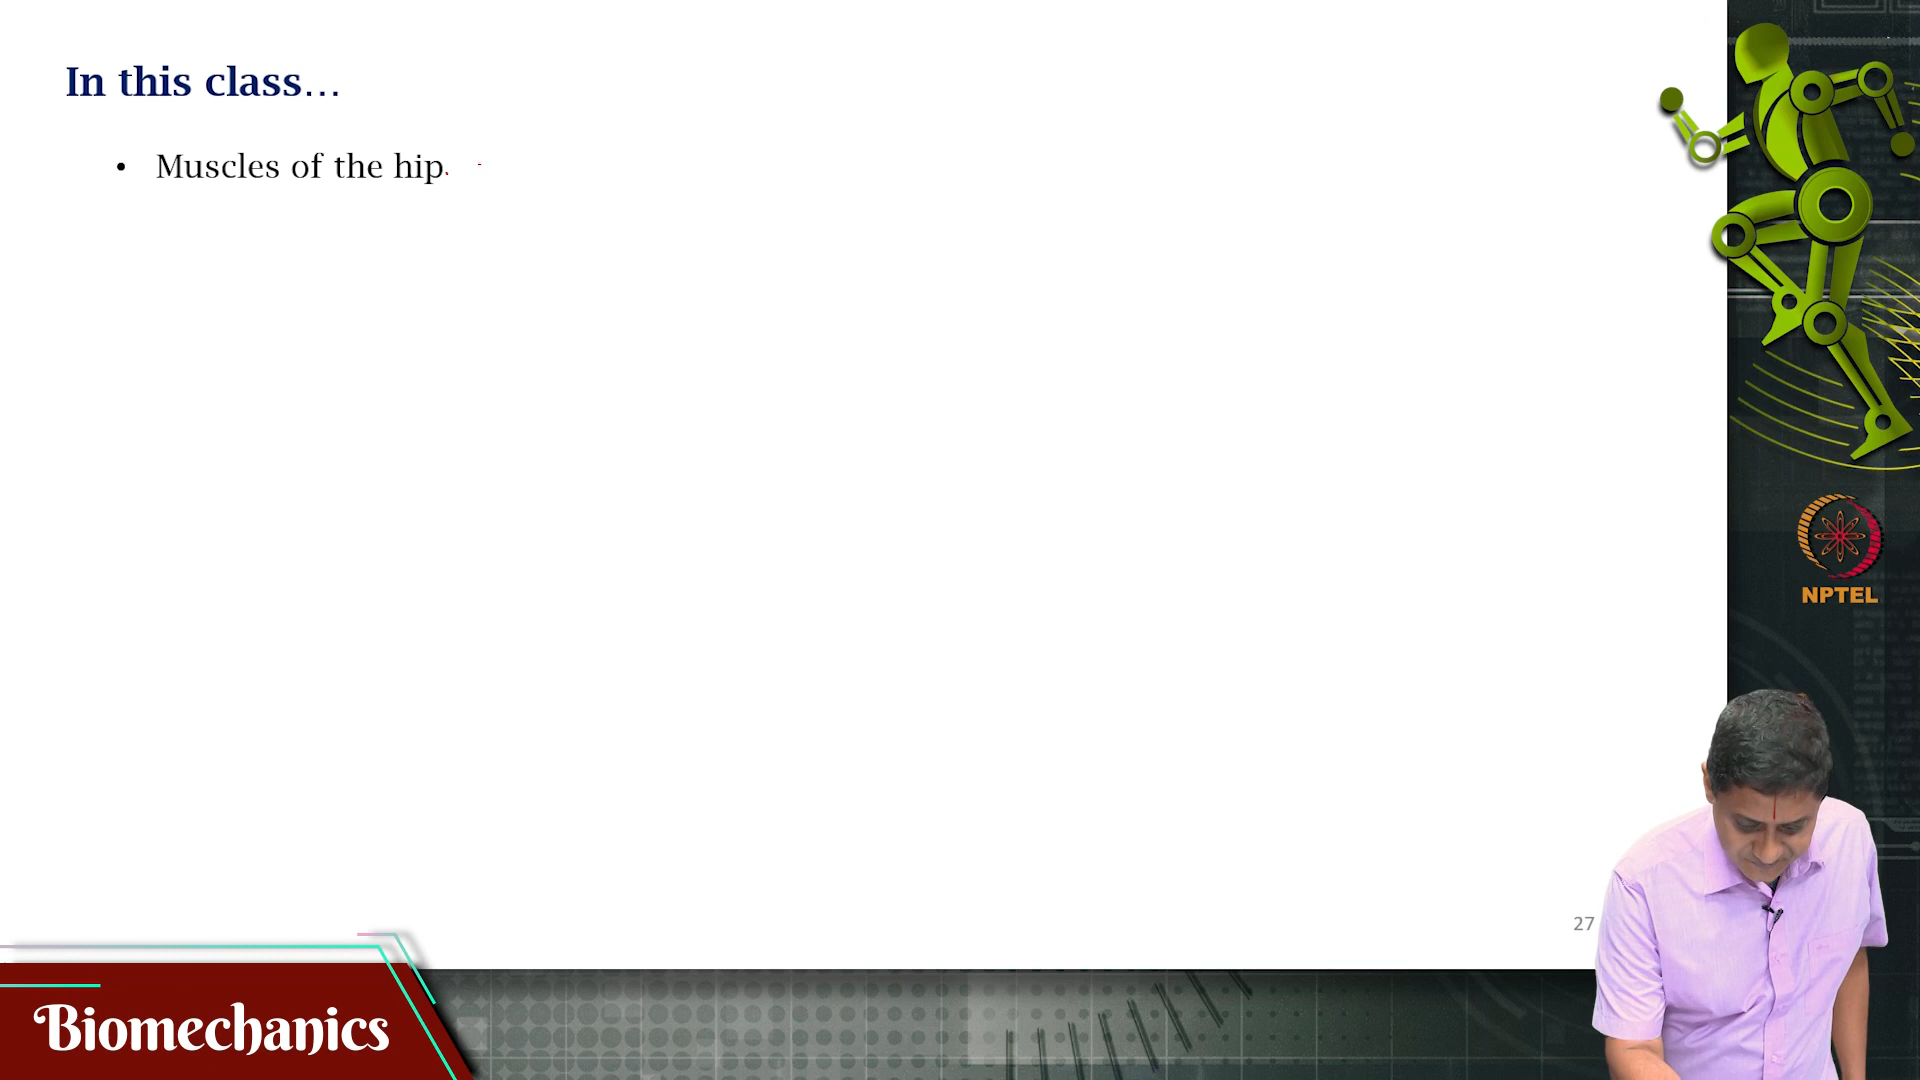 In this class...
• Muscles of the hip.
NPTEL
27
Biomechanics